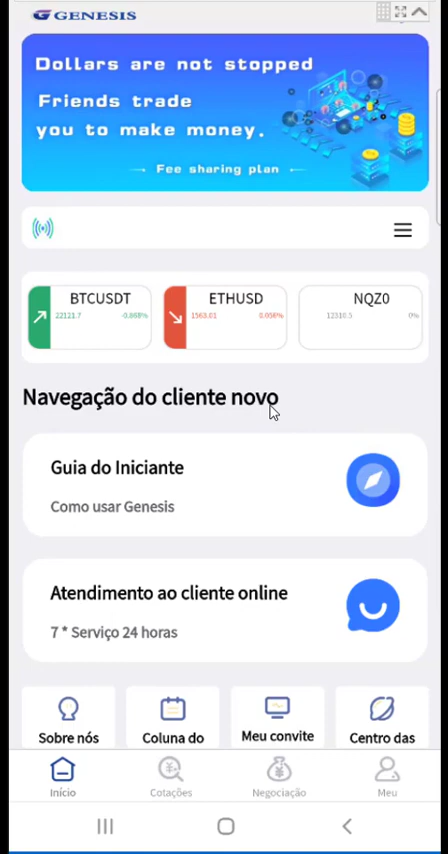 GENESIS
Dollars are not stopped
Friends trade
you to make money.
Fee sharing plan
BTCUSDT
22121.7 -0.868%
ETHUSD
1563.01 0.058%
NQZ0
12310.5 0%
Navegação do cliente novo
Guia do Iniciante
Como usar Genesis
Atendimento ao cliente online
7 * Serviço 24 horas
Sobre nós
Coluna do
Meu convite
Centro das
Início
Cotações
Negociação
Meu